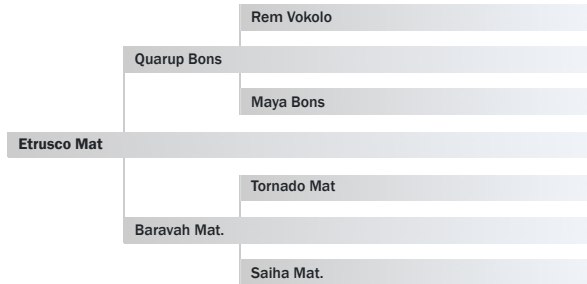 Rem Vokolo
Quarup Bons
Maya Bons
Etrusco Mat
Tornado Mat
Baravah Mat.
Saiha Mat.